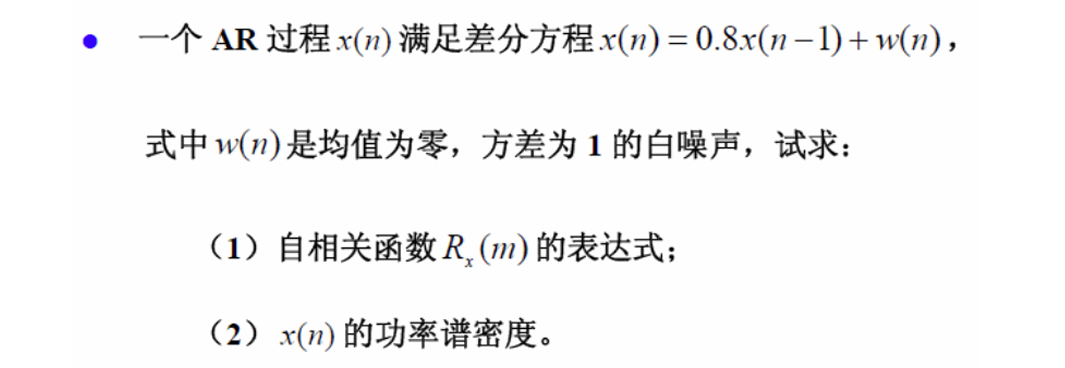 ● 一个 AR 过程 x(n) 满足差分方程 x(n) = 0.8x(n−1) + w(n)，
式中 w(n) 是均值为零，方差为 1 的白噪声，试求：
（1）自相关函数 Rₓ(m) 的表达式；
（2）x(n) 的功率谱密度。